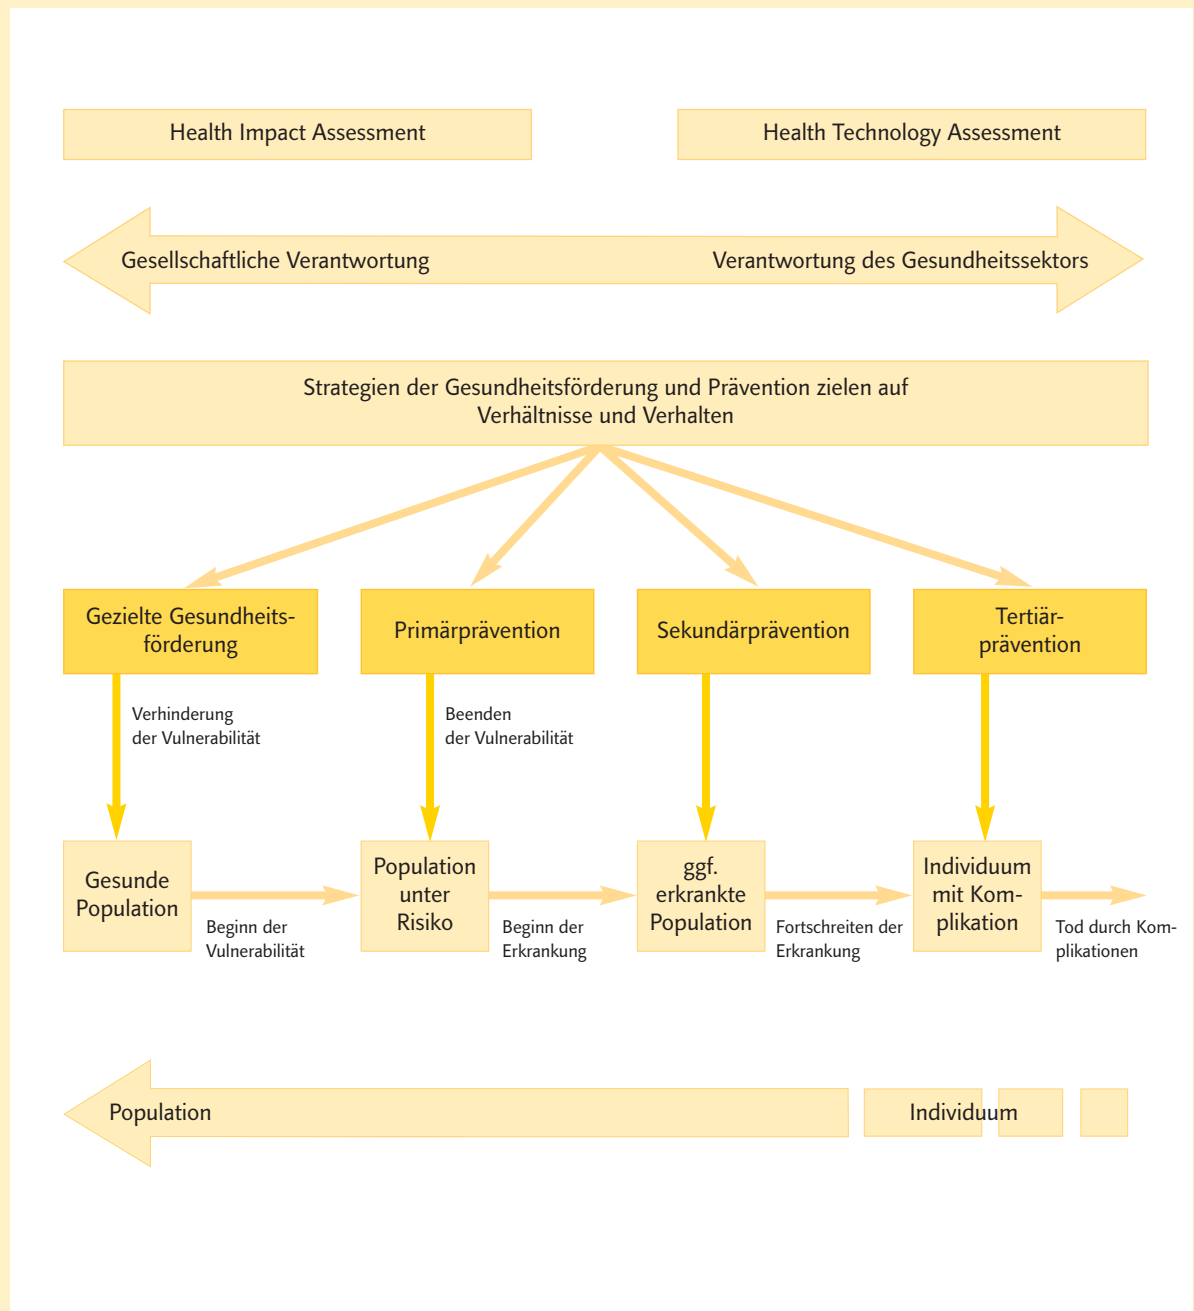 Health Impact Assessment
Health Technology Assessment
Gesellschaftliche Verantwortung
Verantwortung des Gesundheitssektors
Strategien der Gesundheitsförderung und Prävention zielen auf
Verhältnisse und Verhalten
Gezielte Gesundheits-
förderung
Primärprävention
Sekundärprävention
Tertiär-
prävention
Verhinderung
der Vulnerabilität
Beenden
der Vulnerabilität
Gesunde
Population
Beginn der
Vulnerabilität
Population
unter
Risiko
Beginn der
Erkrankung
ggf.
erkrankte
Population
Fortschreiten der
Erkrankung
Individuum
mit Kom-
plikation
Tod durch Kom-
plikationen
Population
Individuum